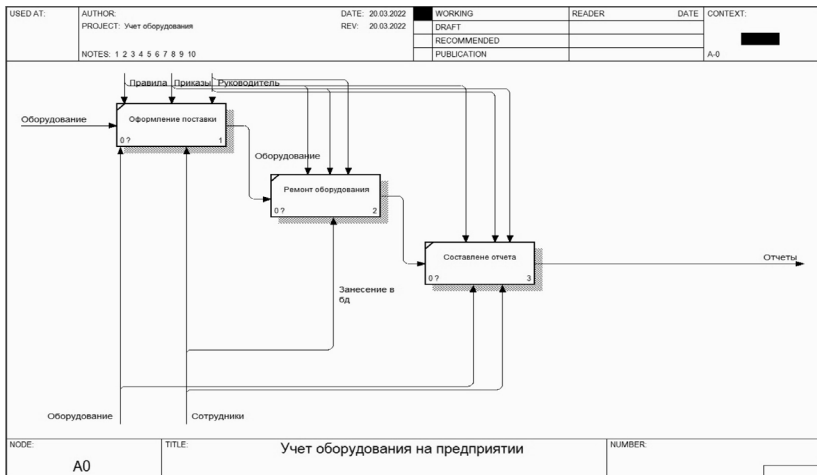 USED AT:
AUTHOR:
DATE: 20.03.2022
WORKING
READER
DATE
CONTEXT:
PROJECT: Учет оборудования
REV: 20.03.2022
DRAFT
RECOMMENDED
NOTES: 1 2 3 4 5 6 7 8 9 10
PUBLICATION
A-0
Правила
Приказы
Руководитель
Оборудование
Оформление поставки
0 ?
1
Оборудование
Ремонт оборудования
0 ?
2
Составлене отчета
0 ?
3
Отчеты
Занесение в
бд
Оборудование
Сотрудники
NODE:
TITLE:
Учет оборудования на предприятии
NUMBER:
A0